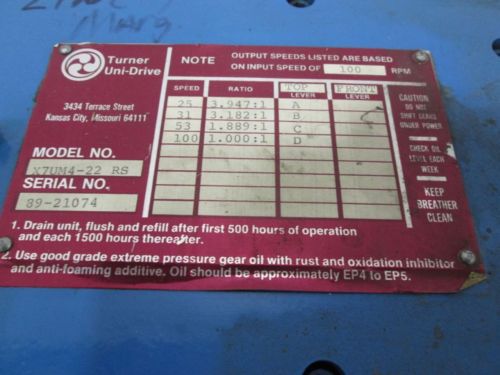 Marg
Turner
Uni-Drive
3434 Terrace Street
Kansas City, Missouri 64111
NOTE
OUTPUT SPEEDS LISTED ARE BASED
ON INPUT SPEED OF 100 RPM
SPEED RATIO TOP LEVER FRONT LEVER
25 3.947:1 A
31 3.182:1 B
53 1.889:1 C
100 1.000:1 D
CAUTION
DO NOT
SHIFT GEARS
UNDER POWER
CHECK OIL
LEVEL EACH
WEEK
KEEP
BREATHER
CLEAN
MODEL NO.
X7UM4-22 RS
SERIAL NO.
89-21074
1. Drain unit, flush and refill after first 500 hours of operation
and each 1500 hours thereafter.
2. Use good grade extreme pressure gear oil with rust and oxidation inhibitor
and anti-foaming additive. Oil should be approximately EP4 to EP5.